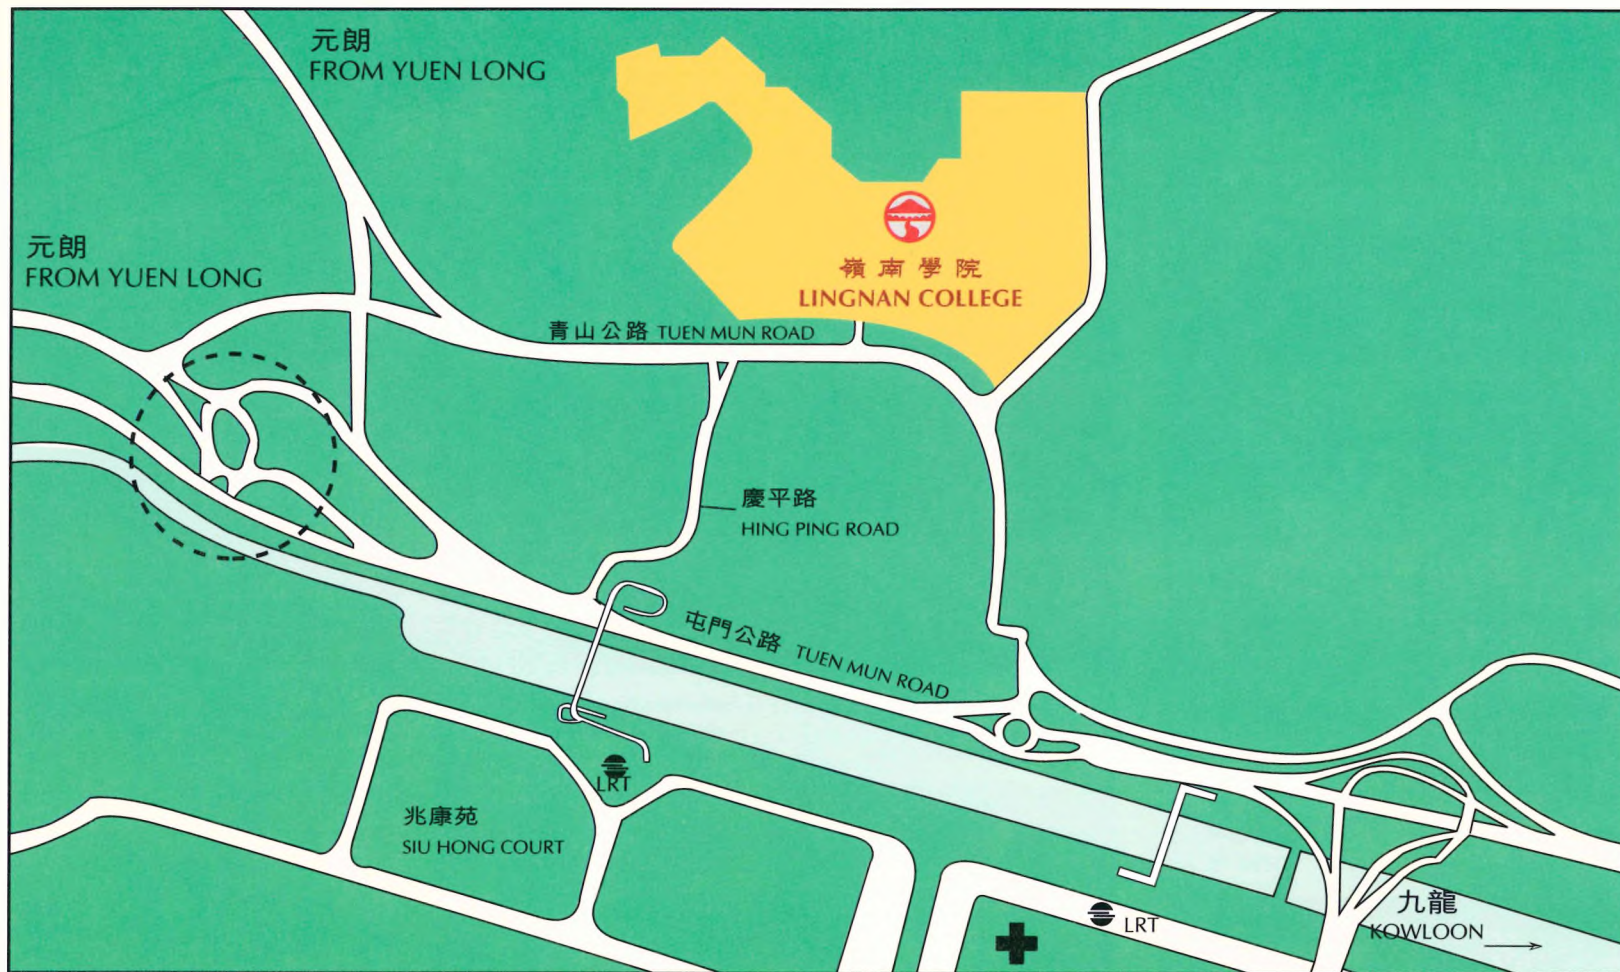 元朗
FROM YUEN LONG
元朗
FROM YUEN LONG
嶺南學院
LINGNAN COLLEGE
青山公路 TUEN MUN ROAD
慶平路
HING PING ROAD
屯門公路 TUEN MUN ROAD
LRT
兆康苑
SIU HONG COURT
九龍
KOWLOON
LRT